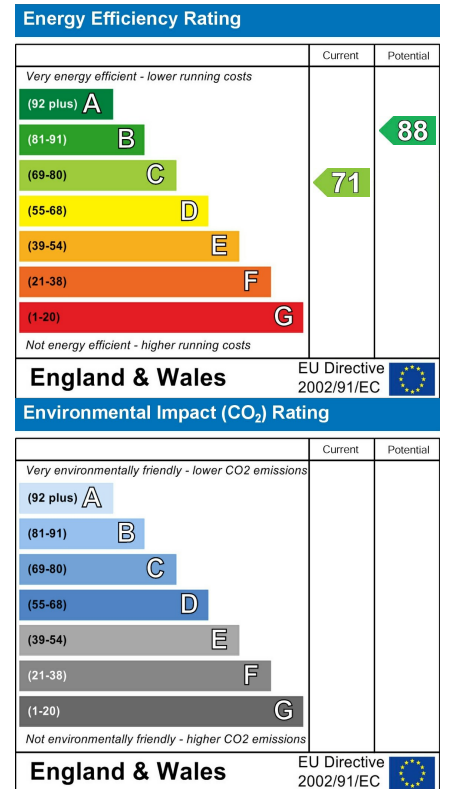 Energy Efficiency Rating
Current Potential
Very energy efficient - lower running costs
(92 plus) A
(81-91) B
88
(69-80) C
71
(55-68) D
(39-54) E
(21-38) F
(1-20) G
Not energy efficient - higher running costs
England & Wales
EU Directive
2002/91/EC
Environmental Impact (CO₂) Rating
Current Potential
Very environmentally friendly - lower CO2 emissions
(92 plus) A
(81-91) B
(69-80) C
(55-68) D
(39-54) E
(21-38) F
(1-20) G
Not environmentally friendly - higher CO2 emissions
England & Wales
EU Directive
2002/91/EC